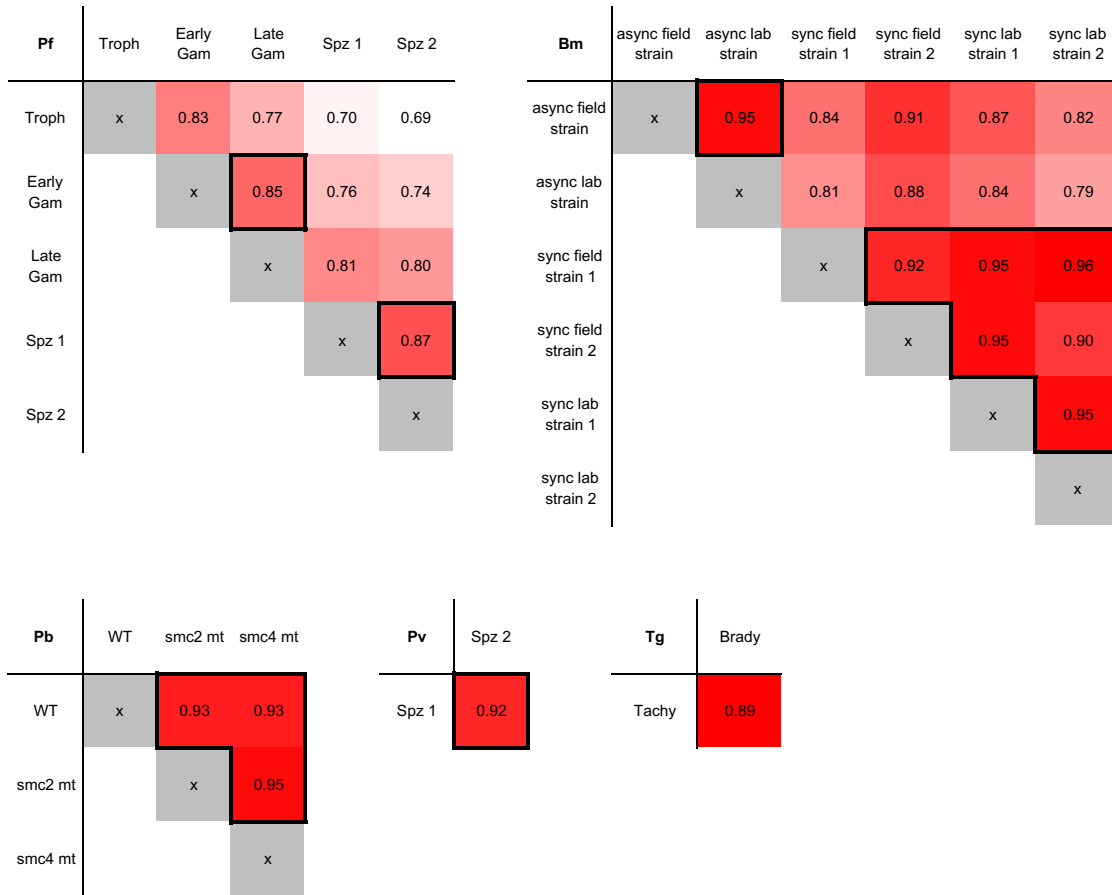 Pf Troph Early Gam Late Gam Spz 1 Spz 2
Troph x 0.83 0.77 0.70 0.69
Early Gam x 0.85 0.76 0.74
Late Gam x 0.81 0.80
Spz 1 x 0.87
Spz 2 x
Bm async field strain async lab strain sync field strain 1 sync field strain 2 sync lab strain 1 sync lab strain 2
async field strain x 0.95 0.84 0.91 0.87 0.82
async lab strain x 0.81 0.88 0.84 0.79
sync field strain 1 x 0.92 0.95 0.96
sync field strain 2 x 0.95 0.90
sync lab strain 1 x 0.95
sync lab strain 2 x
Pb WT smc2 mt smc4 mt
WT x 0.93 0.93
smc2 mt x 0.95
smc4 mt x
Pv Spz 2
Spz 1 0.92
Tg Brady
Tachy 0.89